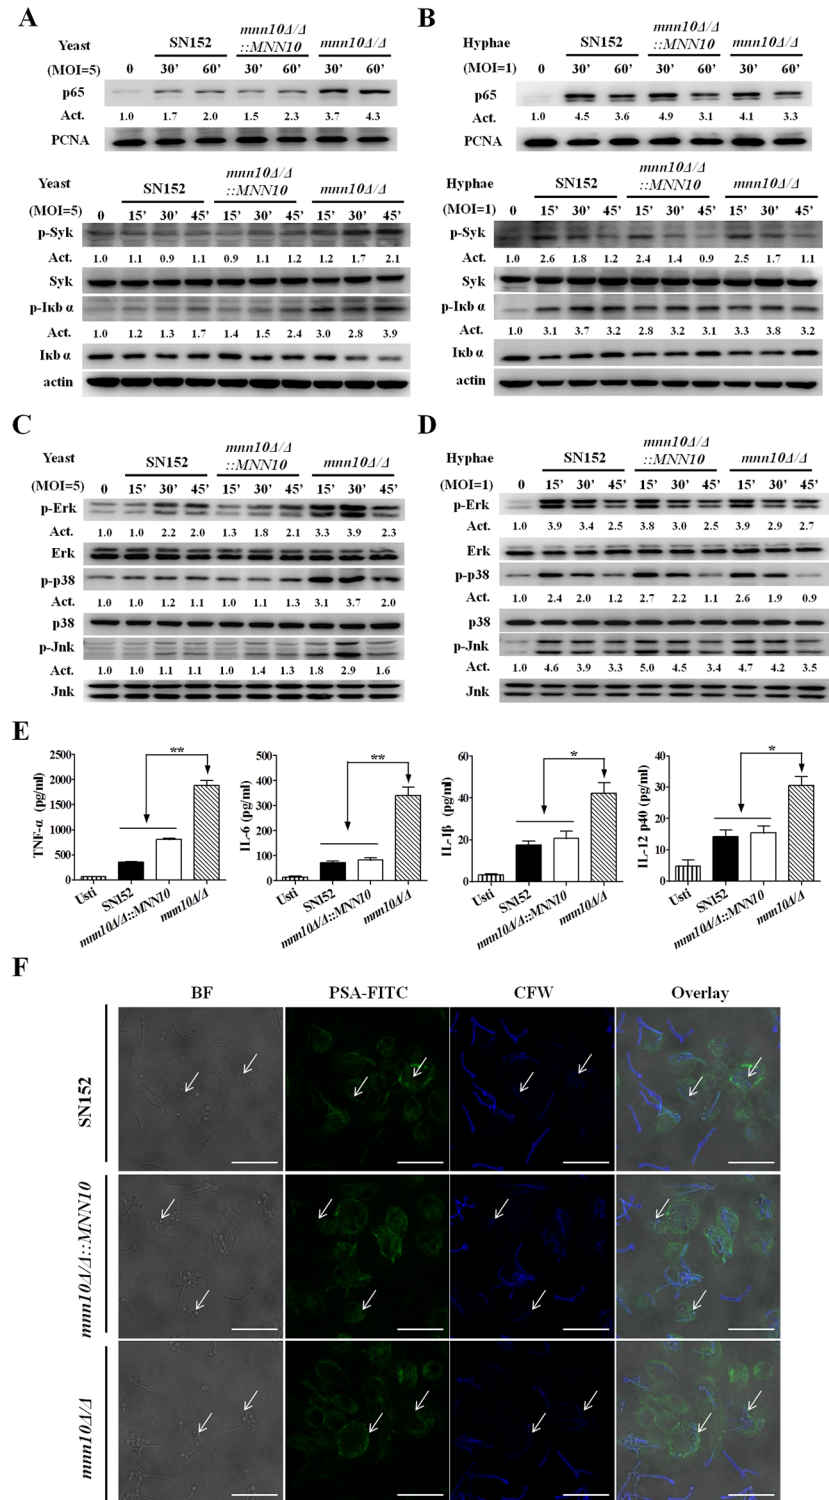 A
Yeast SN152 mnn10Δ/Δ::MNN10 mnn10Δ/Δ
(MOI=5) 0 30’ 60’ 30’ 60’ 30’ 60’
p65
Act. 1.0 1.7 2.0 1.5 2.3 3.7 4.3
PCNA
Yeast SN152 mnn10Δ/Δ::MNN10 mnn10Δ/Δ
(MOI=5) 0 15’ 30’ 45’ 15’ 30’ 45’ 15’ 30’ 45’
p-Syk
Act. 1.0 1.1 0.9 1.1 0.9 1.1 1.2 1.2 1.7 2.1
Syk
p-Iκb α
Act. 1.0 1.2 1.3 1.7 1.4 1.5 2.4 3.0 2.8 3.9
Iκb α
actin
B
Hyphae SN152 mnn10Δ/Δ::MNN10 mnn10Δ/Δ
(MOI=1) 0 30’ 60’ 30’ 60’ 30’ 60’
p65
Act. 1.0 4.5 3.6 4.9 3.1 4.1 3.3
PCNA
Hyphae SN152 mnn10Δ/Δ::MNN10 mnn10Δ/Δ
(MOI=1) 0 15’ 30’ 45’ 15’ 30’ 45’ 15’ 30’ 45’
p-Syk
Act. 1.0 2.6 1.8 1.2 2.4 1.4 0.9 2.5 1.7 1.1
Syk
p-Iκb α
Act. 1.0 3.1 3.7 3.2 2.8 3.2 3.1 3.3 3.8 3.2
Iκb α
actin
C
Yeast SN152 mnn10Δ/Δ::MNN10 mnn10Δ/Δ
(MOI=5) 0 15’ 30’ 45’ 15’ 30’ 45’ 15’ 30’ 45’
p-Erk
Act. 1.0 1.0 2.2 2.0 1.3 1.8 2.1 3.3 3.9 2.3
Erk
p-p38
Act. 1.0 1.0 1.2 1.1 1.0 1.1 1.3 3.1 3.7 2.0
p38
p-Jnk
Act. 1.0 1.0 1.1 1.1 1.0 1.4 1.3 1.8 2.9 1.6
Jnk
D
Hyphae SN152 mnn10Δ/Δ::MNN10 mnn10Δ/Δ
(MOI=1) 0 15’ 30’ 45’ 15’ 30’ 45’ 15’ 30’ 45’
p-Erk
Act. 1.0 3.9 3.4 2.5 3.8 3.0 2.5 3.9 2.9 2.7
Erk
p-p38
Act. 1.0 2.4 2.0 1.2 2.7 2.2 1.1 2.6 1.9 0.9
p38
p-Jnk
Act. 1.0 4.6 3.9 3.3 5.0 4.5 3.4 4.7 4.2 3.5
Jnk
E
TNF-α (pg/ml)
2500
2000
1500
1000
500
0
**
Usti SN152 mnn10Δ/Δ::MNN10 mnn10Δ/Δ
IL-6 (pg/ml)
500
400
300
200
100
0
**
Usti SN152 mnn10Δ/Δ::MNN10 mnn10Δ/Δ
IL-1β (pg/ml)
60
40
20
0
*
Usti SN152 mnn10Δ/Δ::MNN10 mnn10Δ/Δ
IL-12 p40 (pg/ml)
40
30
20
10
0
*
Usti SN152 mnn10Δ/Δ::MNN10 mnn10Δ/Δ
F
BF PSA-FITC CFW Overlay
SN152
mnn10Δ/Δ::MNN10
mnn10Δ/Δ